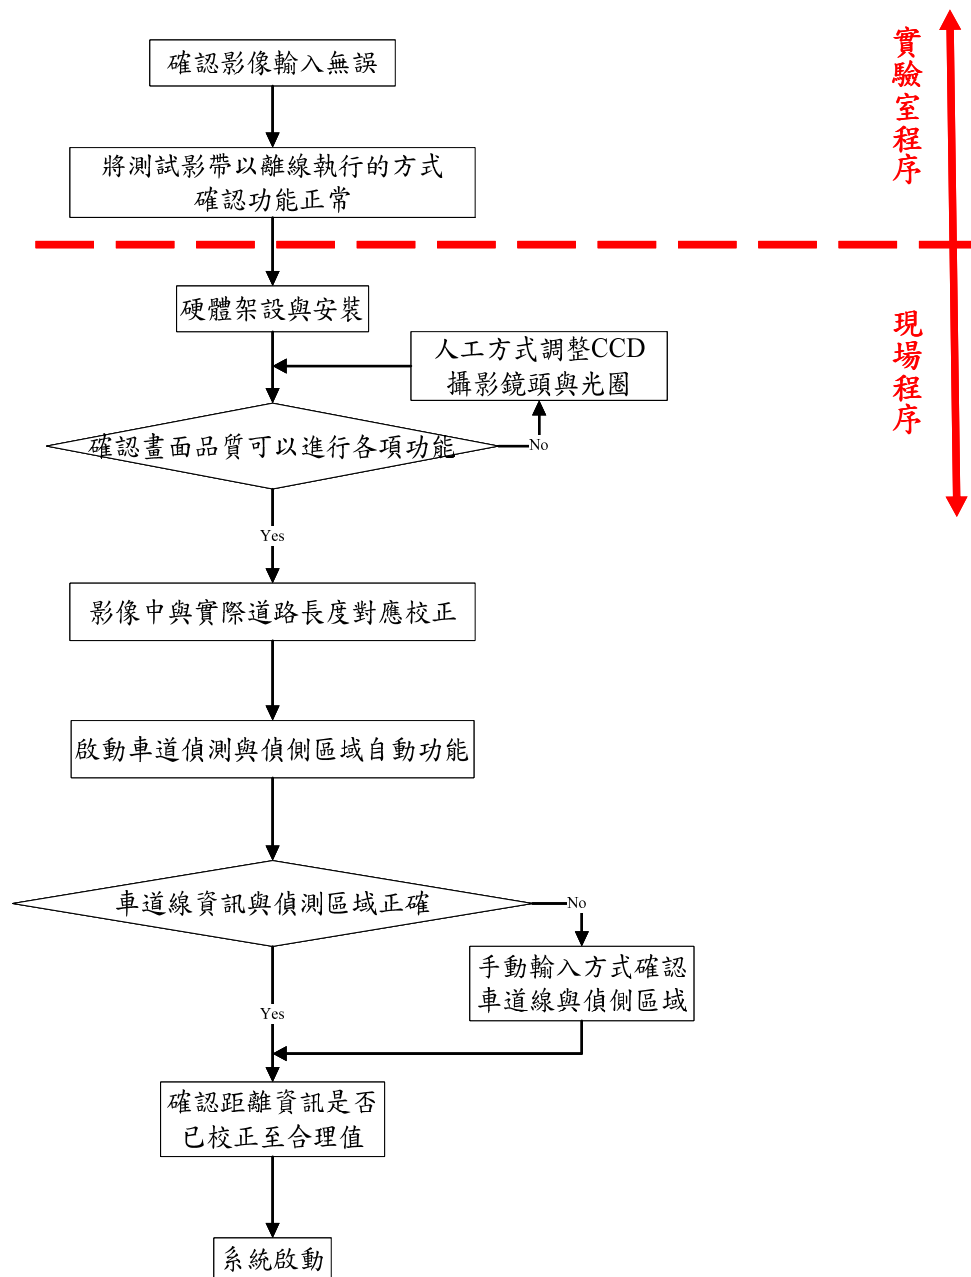 確認影像輸入無誤
實驗室程序
將測試影帶以離線執行的方式
確認功能正常
硬體架設與安裝
現場程序
人工方式調整CCD
攝影鏡頭與光圈
確認畫面品質可以進行各項功能
No
Yes
影像中與實際道路長度對應校正
啟動車道偵測與偵側區域自動功能
車道線資訊與偵測區域正確
No
手動輸入方式確認
車道線與偵側區域
Yes
確認距離資訊是否
已校正至合理值
系統啟動